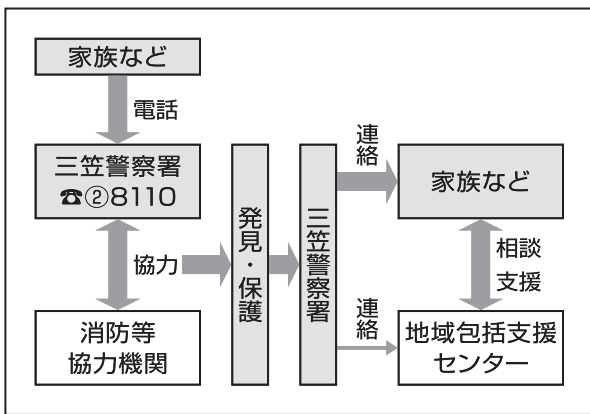 家族など
電話
三笠警察署
☎②8110
協力
消防等
協力機関
発見・保護
三笠警察署
連絡
家族など
相談
支援
連絡
地域包括支援
センター